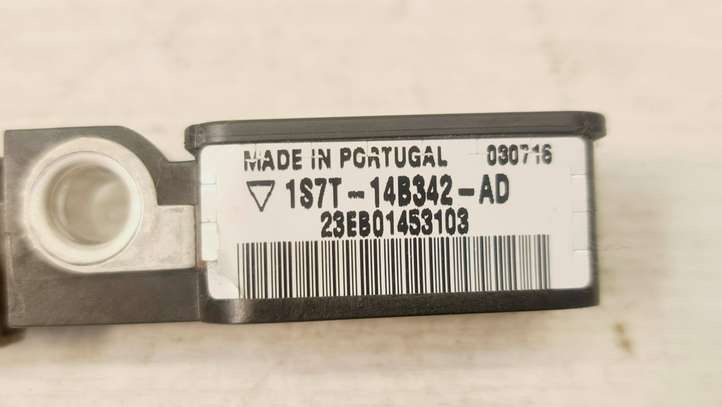 MADE IN PORTUGAL 030716
1S7T-14B342-AD
23EB01453103